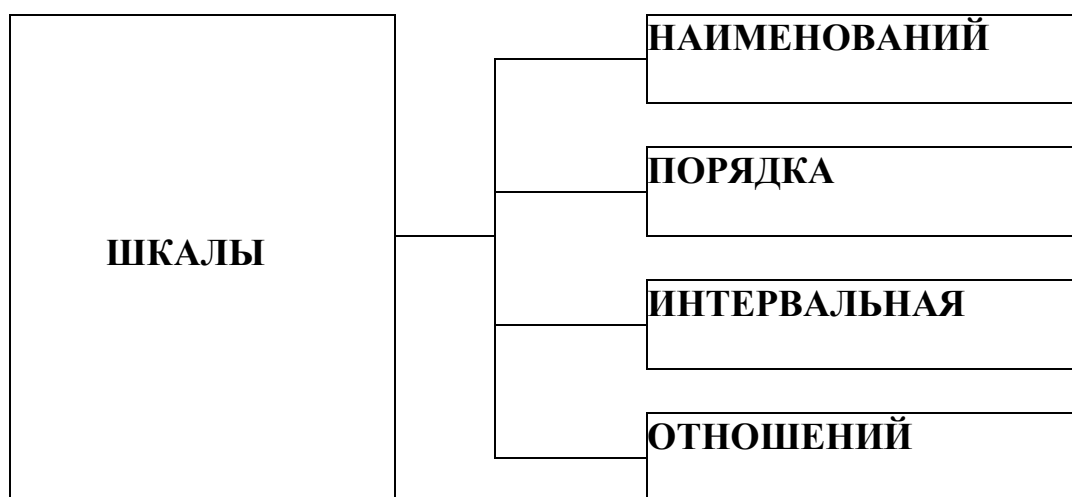 НАИМЕНОВАНИЙ
ПОРЯДКА
ШКАЛЫ
ИНТЕРВАЛЬНАЯ
ОТНОШЕНИЙ